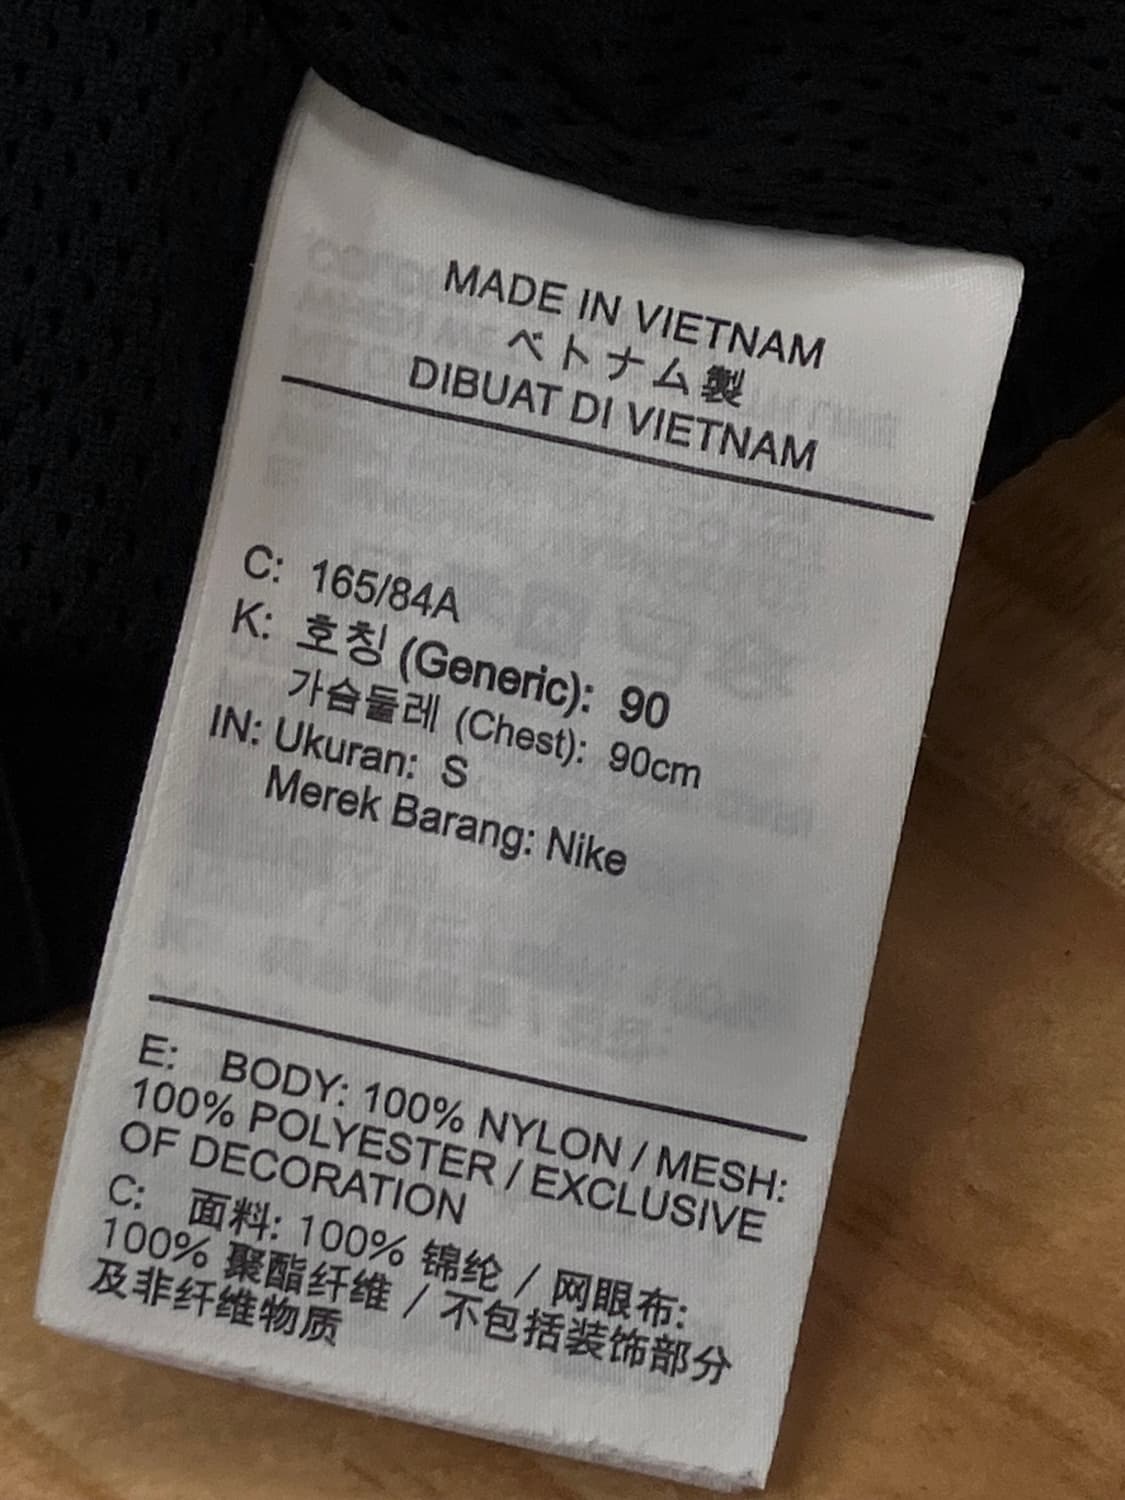 MADE IN VIETNAM
ベトナム製
DIBUAT DI VIETNAM
C: 165/84A
K: 호칭 (Generic): 90
가슴둘레 (Chest): 90cm
IN: Ukuran: S
Merek Barang: Nike
E: BODY: 100% NYLON / MESH:
100% POLYESTER / EXCLUSIVE
OF DECORATION
C: 面料: 100% 锦纶 / 网眼布:
100% 聚酯纤维 / 不包括装饰部分
及非纤维物质